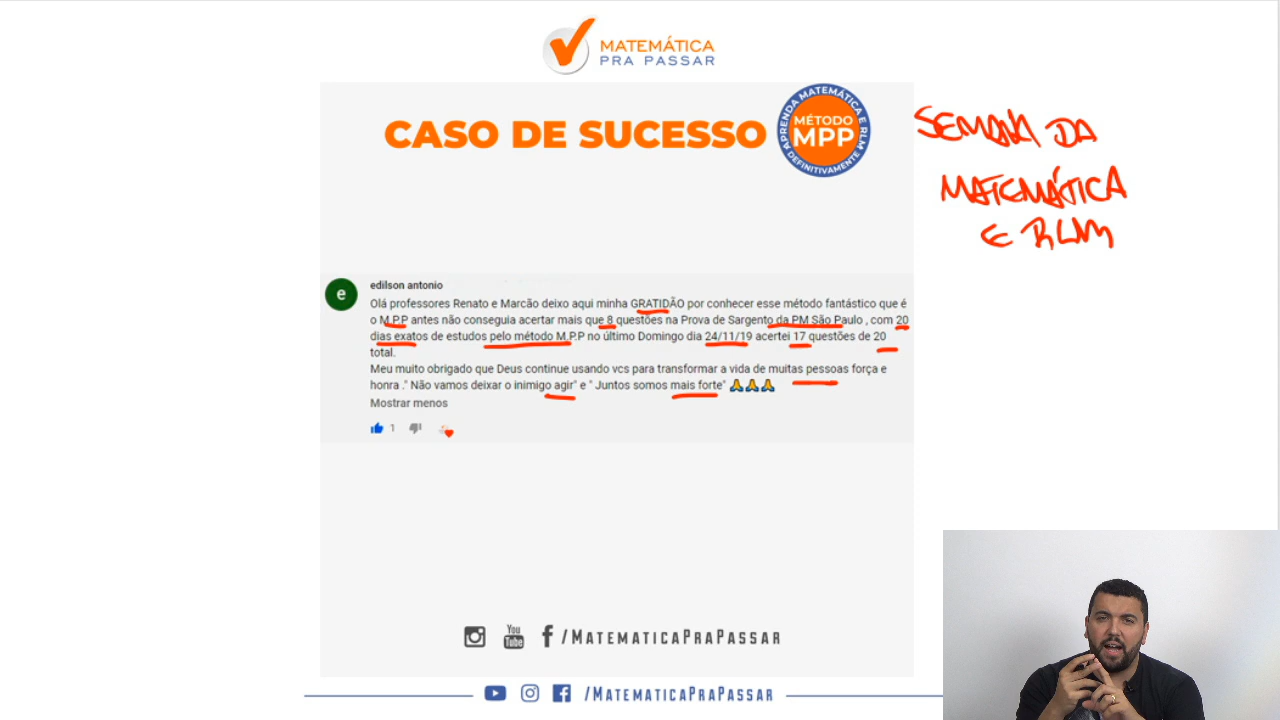 MATEMÁTICA
PRA PASSAR
CASO DE SUCESSO
APRENDA MATEMÁTICA E RLM
MÉTODO
MPP
DEFINITIVAMENTE
SEMANA DA
MATEMÁTICA
E RLM
e
edilson antonio
Olá professores Renato e Marcão deixo aqui minha GRATIDÃO por conhecer esse método fantástico que é
o M.P.P antes não conseguia acertar mais que 8 questões na Prova de Sargento da PM São Paulo , com 20
dias exatos de estudos pelo método M.P.P no último Domingo dia 24/11/19 acertei 17 questões de 20
total.
Meu muito obrigado que Deus continue usando vcs para transformar a vida de muitas pessoas força e
honra ." Não vamos deixar o inimigo agir" e " Juntos somos mais forte" 🙏🙏🙏
Mostrar menos
1
You
Tube
/MATEMATICAPRAPASSAR
/MATEMATICAPRAPASSAR